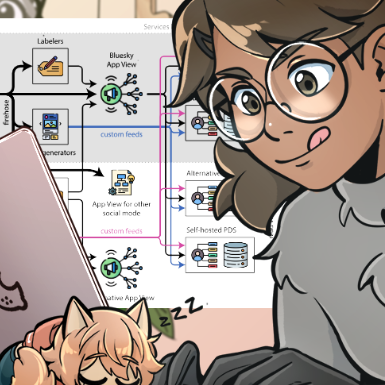 Services
Labelers
Bluesky
App View
firehose
generators
custom feeds
Alternative
App View for other
social mode
custom feeds
Self-hosted PDS
native App View
zzz